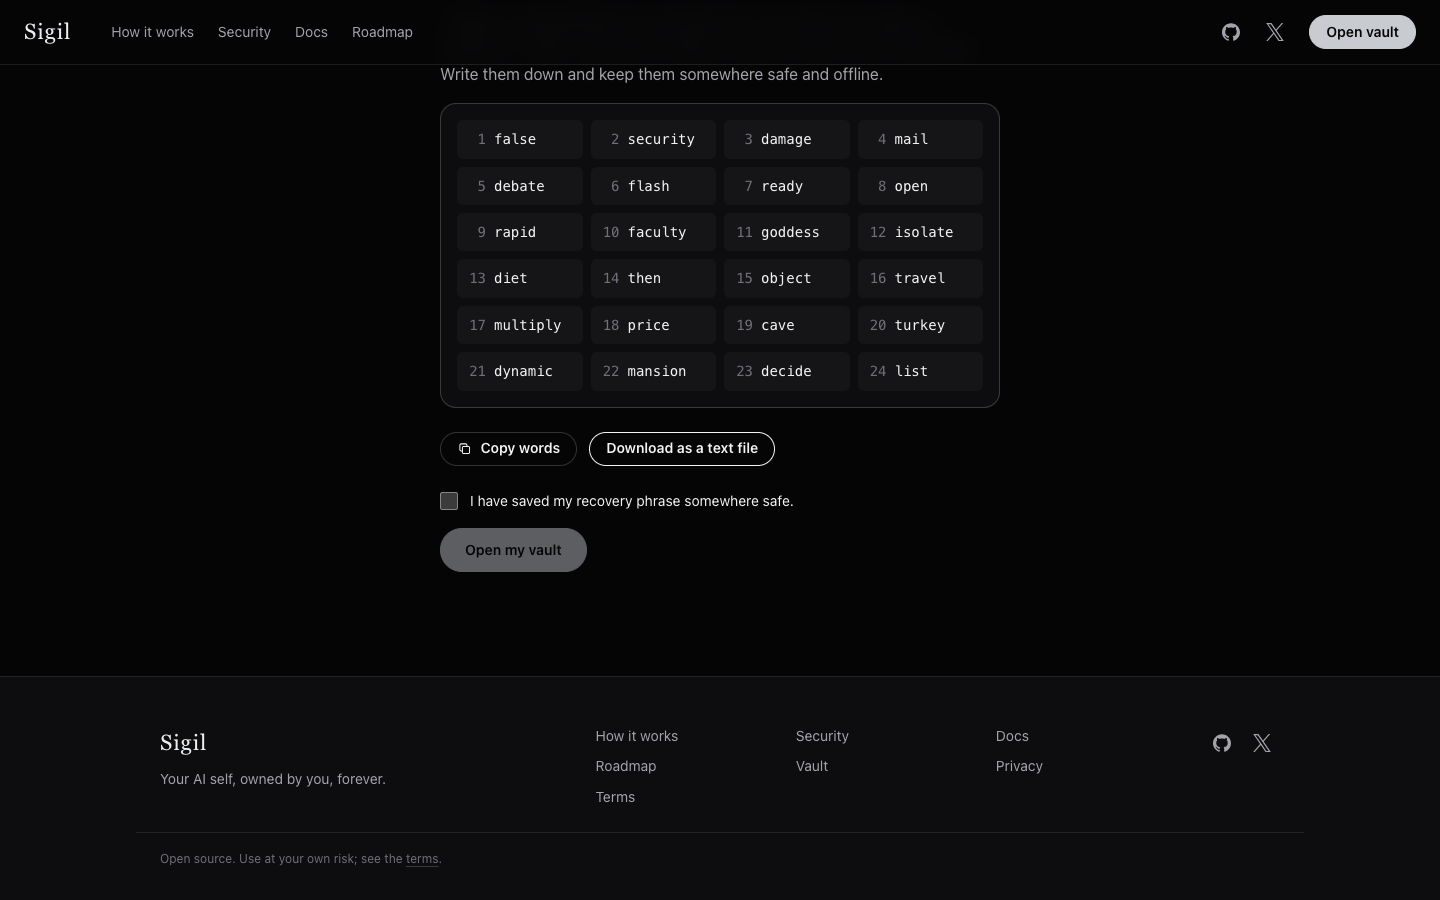 Sigil How it works Security Docs Roadmap Open vault
Write them down and keep them somewhere safe and offline.
1 false 2 security 3 damage 4 mail
5 debate 6 flash 7 ready 8 open
9 rapid 10 faculty 11 goddess 12 isolate
13 diet 14 then 15 object 16 travel
17 multiply 18 price 19 cave 20 turkey
21 dynamic 22 mansion 23 decide 24 list
Copy words Download as a text file
I have saved my recovery phrase somewhere safe.
Open my vault
Sigil
Your AI self, owned by you, forever.
How it works Security Docs
Roadmap Vault Privacy
Terms
Open source. Use at your own risk; see the terms.